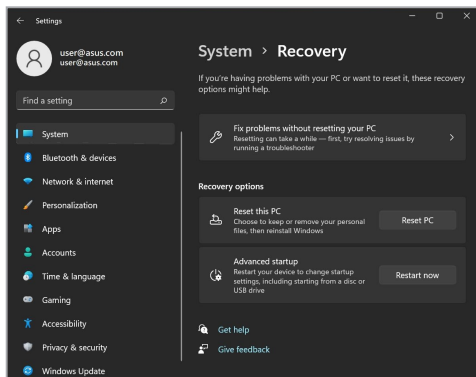 Settings
user@asus.com
user@asus.com
Find a setting
System
Bluetooth & devices
Network & internet
Personalization
Apps
Accounts
Time & language
Gaming
Accessibility
Privacy & security
Windows Update
System > Recovery
If you're having problems with your PC or want to reset it, these recovery
options might help.
Fix problems without resetting your PC
Resetting can take a while — first, try resolving issues by
running a troubleshooter
Recovery options
Reset this PC
Choose to keep or remove your personal
files, then reinstall Windows
Reset PC
Advanced startup
Restart your device to change startup
settings, including starting from a disc or
USB drive
Restart now
Get help
Give feedback